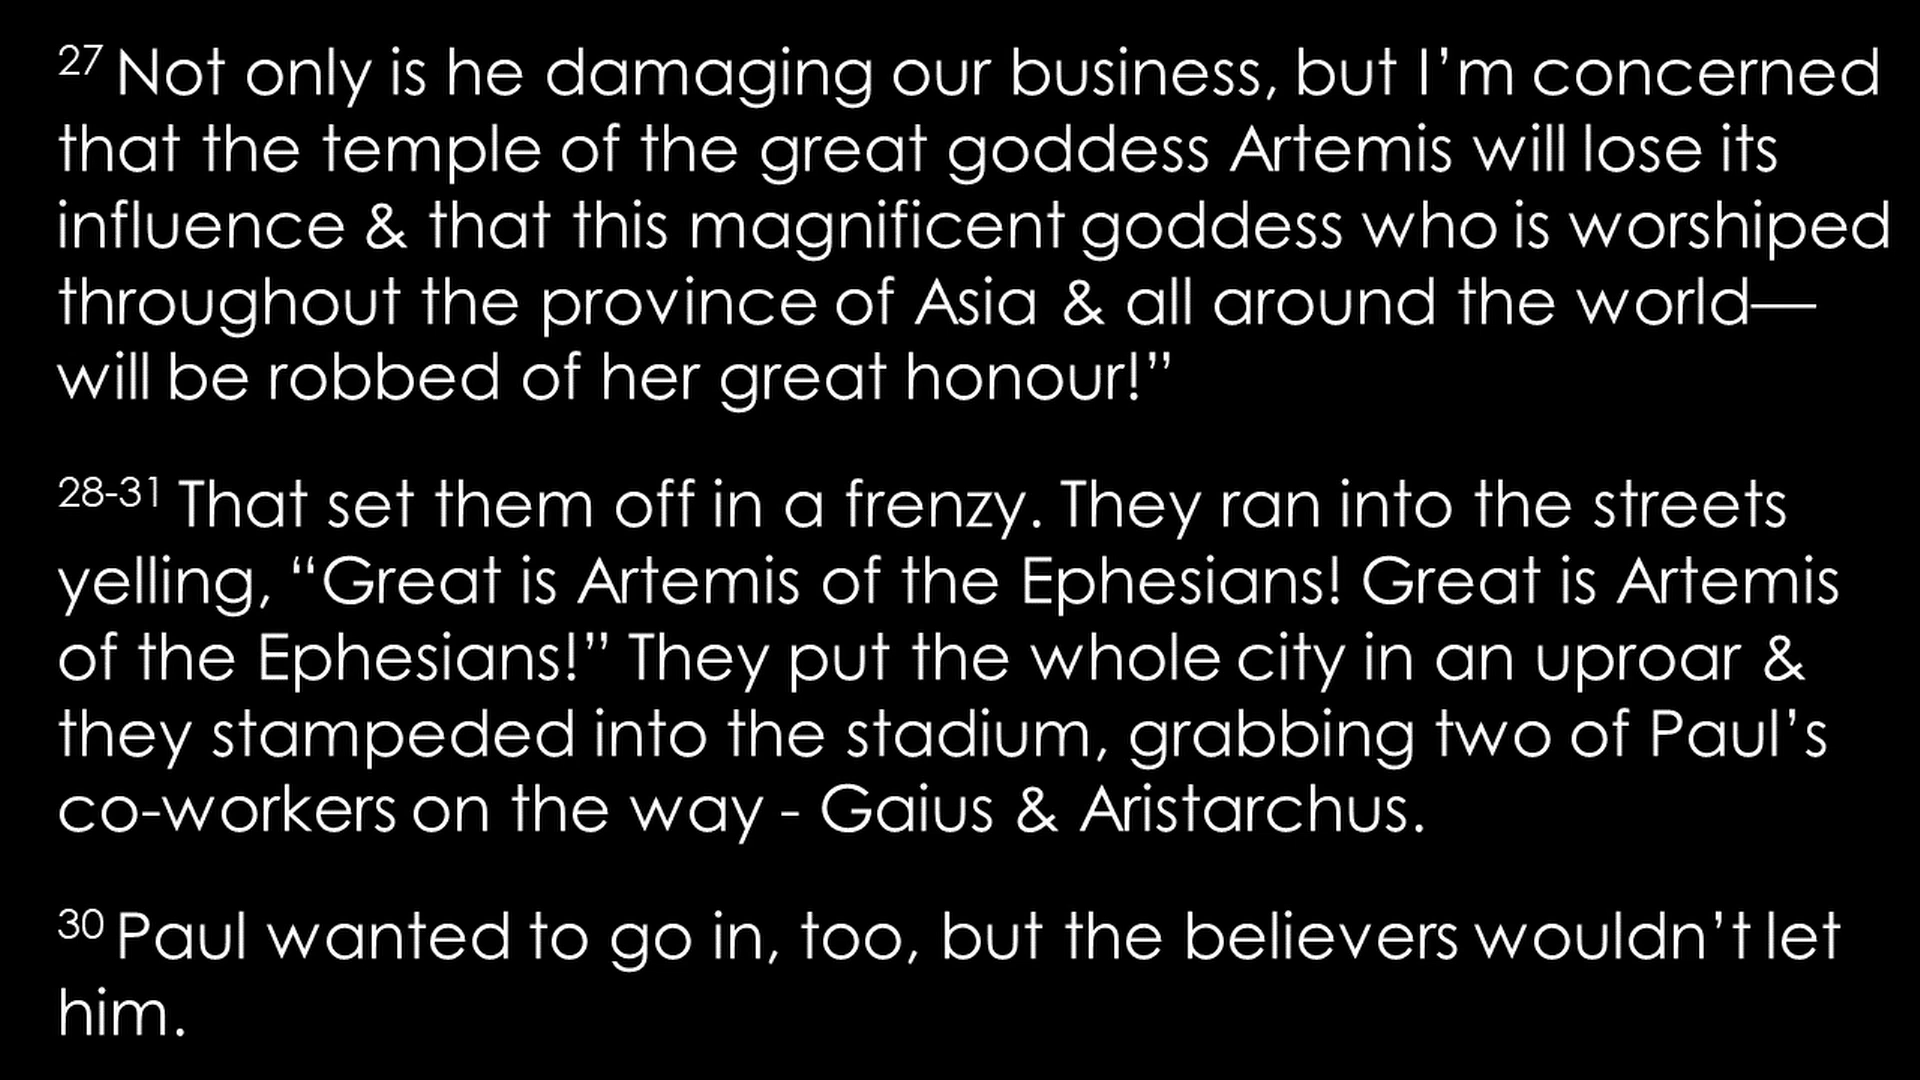 27 Not only is he damaging our business, but I’m concerned
that the temple of the great goddess Artemis will lose its
influence & that this magnificent goddess who is worshiped
throughout the province of Asia & all around the world—
will be robbed of her great honour!”
28-31 That set them off in a frenzy. They ran into the streets
yelling, “Great is Artemis of the Ephesians! Great is Artemis
of the Ephesians!” They put the whole city in an uproar &
they stampeded into the stadium, grabbing two of Paul’s
co-workers on the way - Gaius & Aristarchus.
30 Paul wanted to go in, too, but the believers wouldn’t let
him.